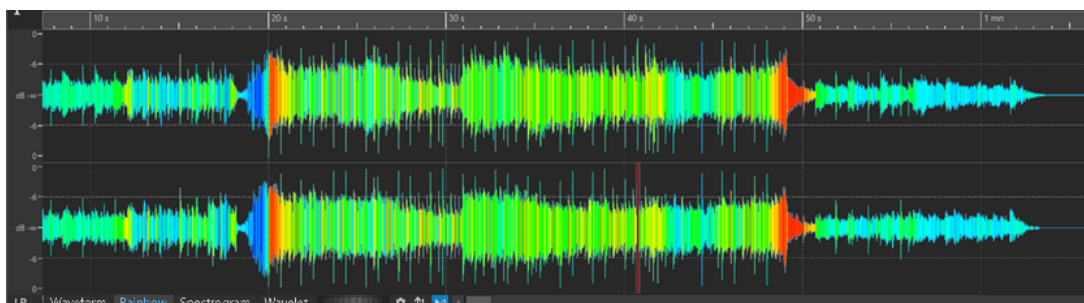 10 s 20 s 30 s 40 s 50 s 1 mn
0-
-6-
dB -∞-
-6-
0-
0-
-6-
dB -∞-
-6-
0-
LR Waveform Rainbow Spectrogram Wavelet